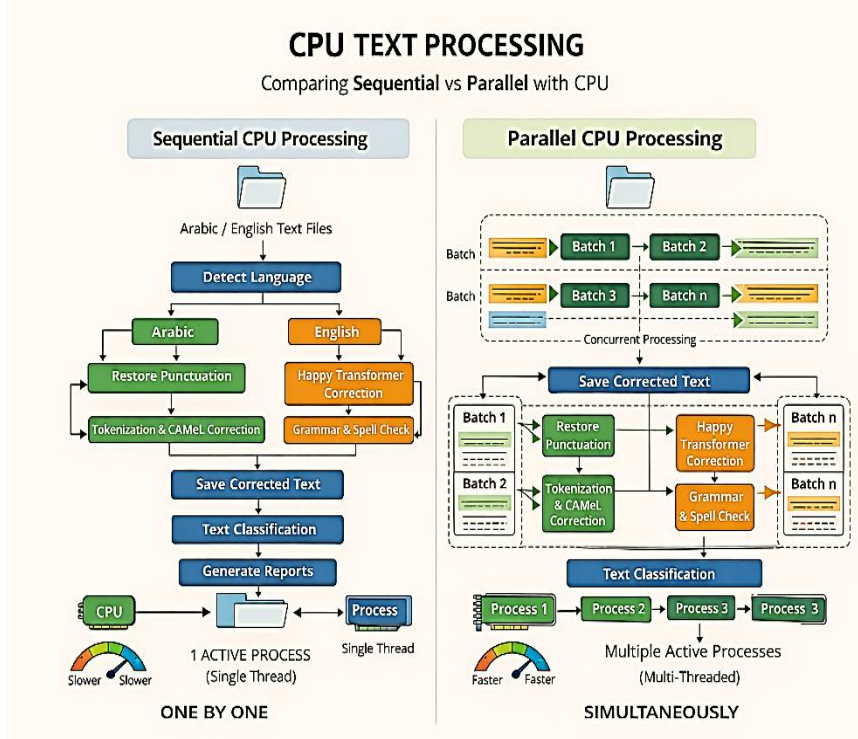 CPU TEXT PROCESSING
Comparing Sequential vs Parallel with CPU
Sequential CPU Processing
Arabic / English Text Files
Detect Language
Arabic
English
Restore Punctuation
Happy Transformer
Correction
Tokenization & CAMeL Correction
Grammar & Spell Check
Save Corrected Text
Text Classification
Generate Reports
CPU
Process
1 ACTIVE PROCESS
(Single Thread)
Single Thread
Slower
Slower
ONE BY ONE
Parallel CPU Processing
Batch
Batch 1
Batch 2
Batch
Batch 3
Batch n
Concurrent Processing
Save Corrected Text
Batch 1
Restore
Punctuation
Happy
Transformer
Correction
Batch n
Batch 2
Tokenization
& CAMeL
Correction
Grammar
& Spell Check
Batch n
Text Classification
Process 1
Process 2
Process 3
Process 3
Multiple Active Processes
(Multi-Threaded)
Faster
Faster
SIMULTANEOUSLY